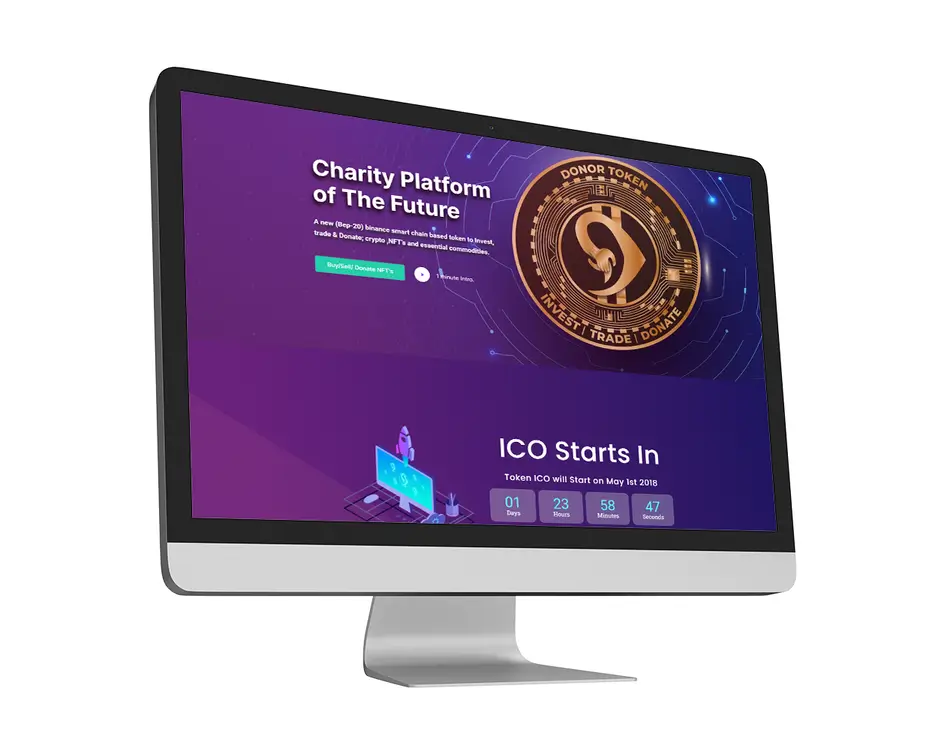 Charity Platform
of The Future
A new (Bep-20) binance smart chain based token to Invest,
trade & Donate; crypto ,NFT's and essential commodities.
Buy/Sell/ Donate NFT's
1 minute Intro.
DONOR TOKEN
INVEST | TRADE | DONATE
ICO Starts In
Token ICO will Start on May 1st 2018
01 23 58 47
Days Hours Minutes Seconds